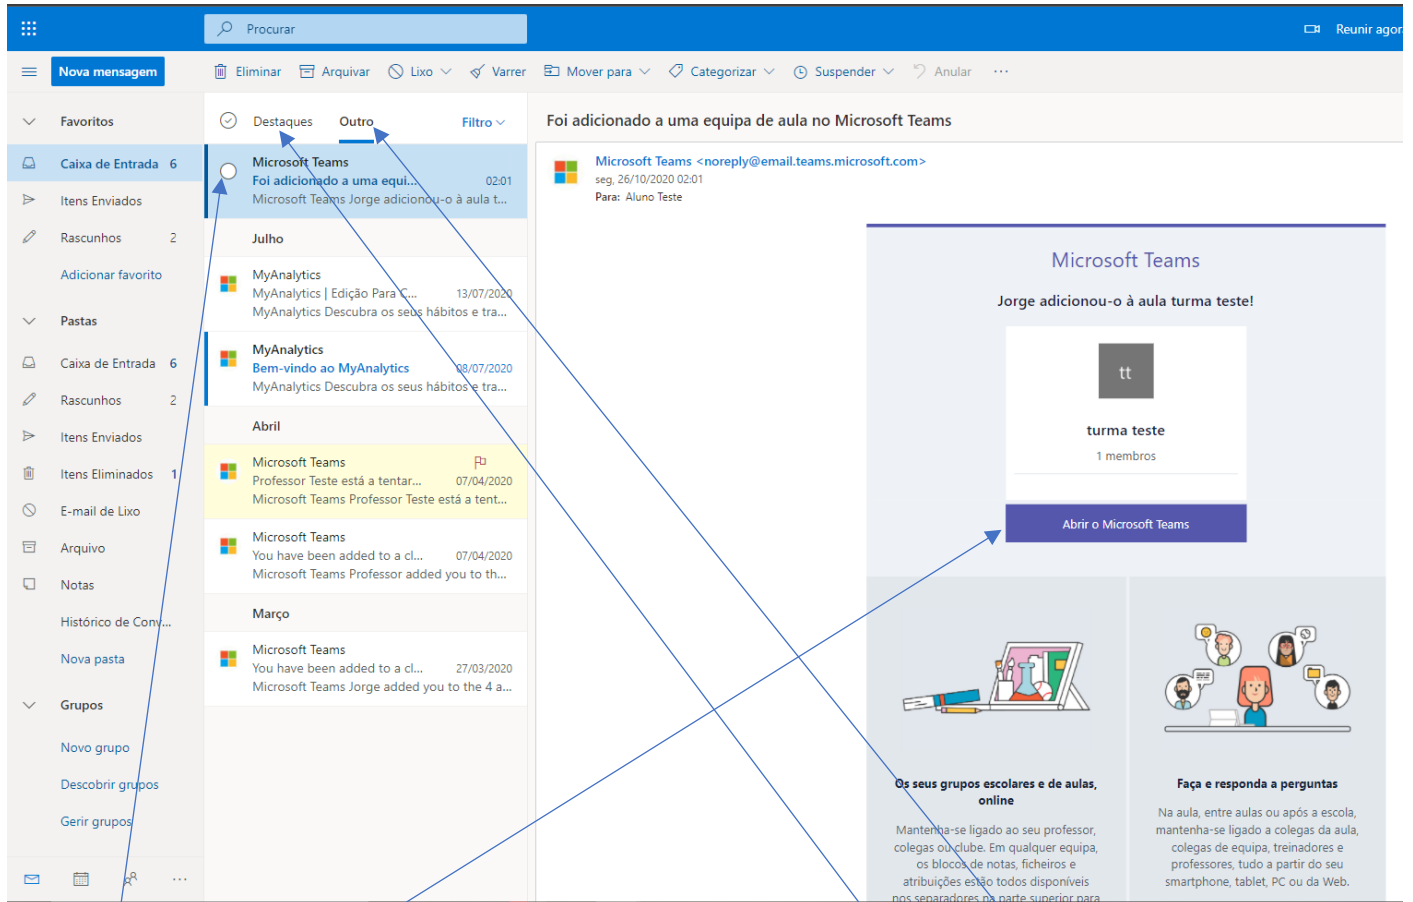 Procurar
Reunir agora
Nova mensagem
Eliminar Arquivar Lixo Varrer Mover para Categorizar Suspender Anular ...
Favoritos
Caixa de Entrada 6
Itens Enviados
Rascunhos 2
Adicionar favorito
Pastas
Caixa de Entrada 6
Rascunhos 2
Itens Enviados
Itens Eliminados 1
E-mail de Lixo
Arquivo
Notas
Histórico de Conv...
Nova pasta
Grupos
Novo grupo
Descobrir grupos
Gerir grupos
Destaques Outro Filtro
Microsoft Teams
Foi adicionado a uma equi... 02:01
Microsoft Teams Jorge adicionou-o à aula t...
Julho
MyAnalytics
MyAnalytics | Edição Para C... 13/07/2020
MyAnalytics Descubra os seus hábitos e tra...
MyAnalytics
Bem-vindo ao MyAnalytics 08/07/2020
MyAnalytics Descubra os seus hábitos e tra...
Abril
Microsoft Teams
Professor Teste está a tentar... 07/04/2020
Microsoft Teams Professor Teste está a tent...
Microsoft Teams
You have been added to a cl... 07/04/2020
Microsoft Teams Professor added you to th...
Março
Microsoft Teams
You have been added to a cl... 27/03/2020
Microsoft Teams Jorge added you to the 4 a...
Foi adicionado a uma equipa de aula no Microsoft Teams
Microsoft Teams <noreply@email.teams.microsoft.com>
seg, 26/10/2020 02:01
Para: Aluno Teste
Microsoft Teams
Jorge adicionou-o à aula turma teste!
tt
turma teste
1 membros
Abrir o Microsoft Teams
Os seus grupos escolares e de aulas,
online
Mantenha-se ligado ao seu professor,
colegas ou clube. Em qualquer equipa,
os blocos de notas, ficheiros e
atribuições estão todos disponíveis
nos separadores na parte superior para
Faça e responda a perguntas
Na aula, entre aulas ou após a escola,
mantenha-se ligado a colegas da aula,
colegas de equipa, treinadores e
professores, tudo a partir do seu
smartphone, tablet, PC ou da Web.